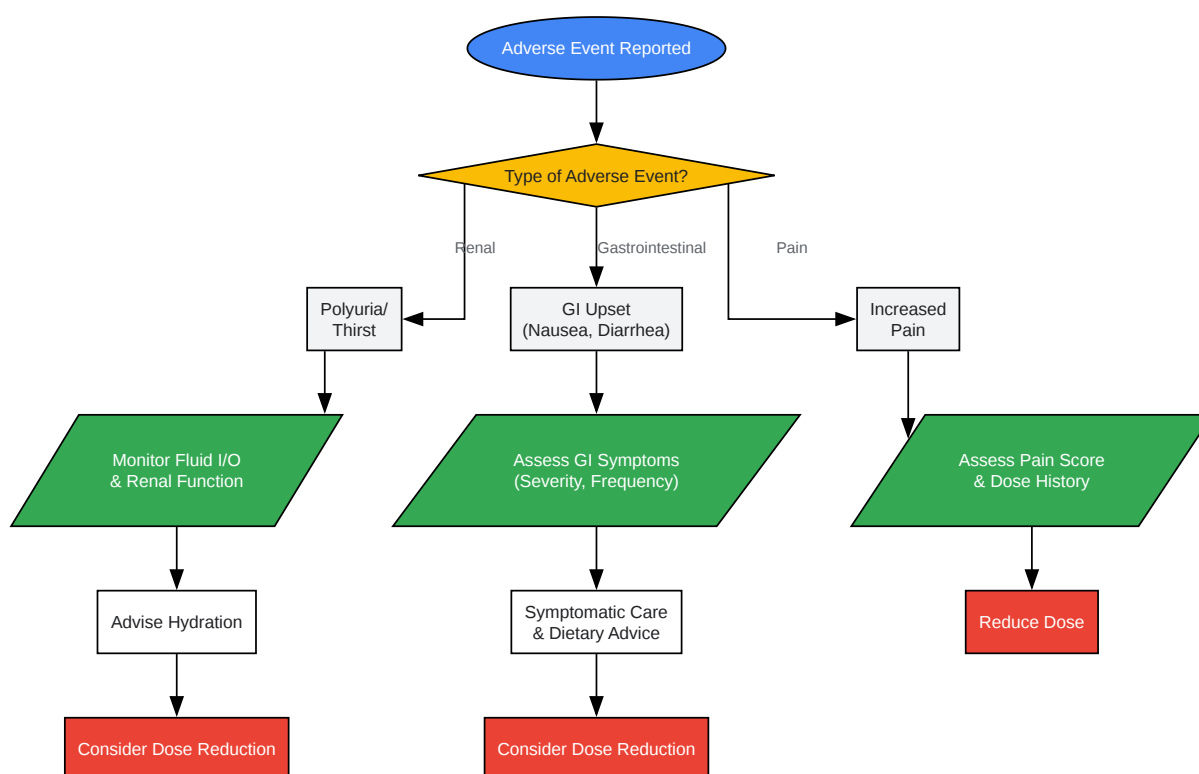 Adverse Event Reported
Type of Adverse Event?
Renal
Gastrointestinal
Pain
Polyuria/
Thirst
GI Upset
(Nausea, Diarrhea)
Increased
Pain
Monitor Fluid I/O
& Renal Function
Assess GI Symptoms
(Severity, Frequency)
Assess Pain Score
& Dose History
Advise Hydration
Symptomatic Care
& Dietary Advice
Reduce Dose
Consider Dose Reduction
Consider Dose Reduction